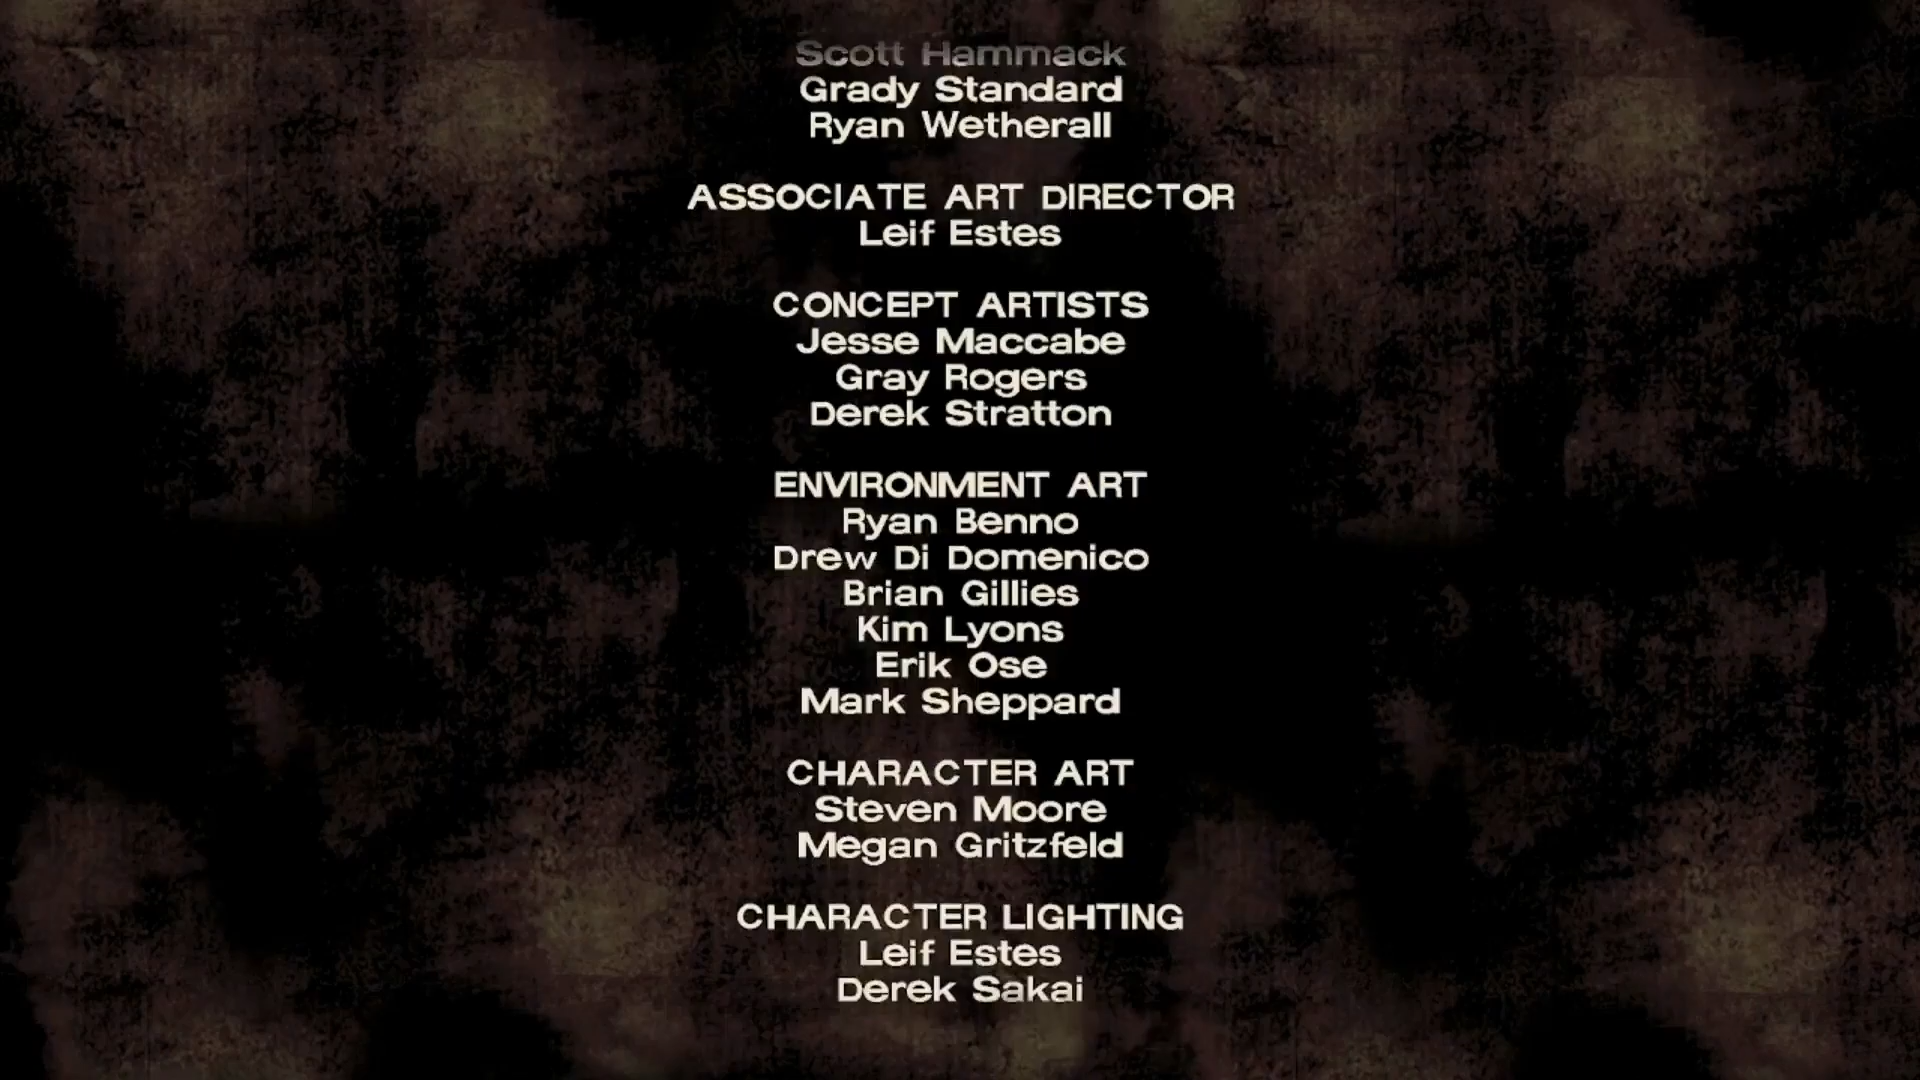 Scott Hammack
Grady Standard
Ryan Wetherall
ASSOCIATE ART DIRECTOR
Leif Estes
CONCEPT ARTISTS
Jesse Maccabe
Gray Rogers
Derek Stratton
ENVIRONMENT ART
Ryan Benno
Drew Di Domenico
Brian Gillies
Kim Lyons
Erik Ose
Mark Sheppard
CHARACTER ART
Steven Moore
Megan Gritzfeld
CHARACTER LIGHTING
Leif Estes
Derek Sakai